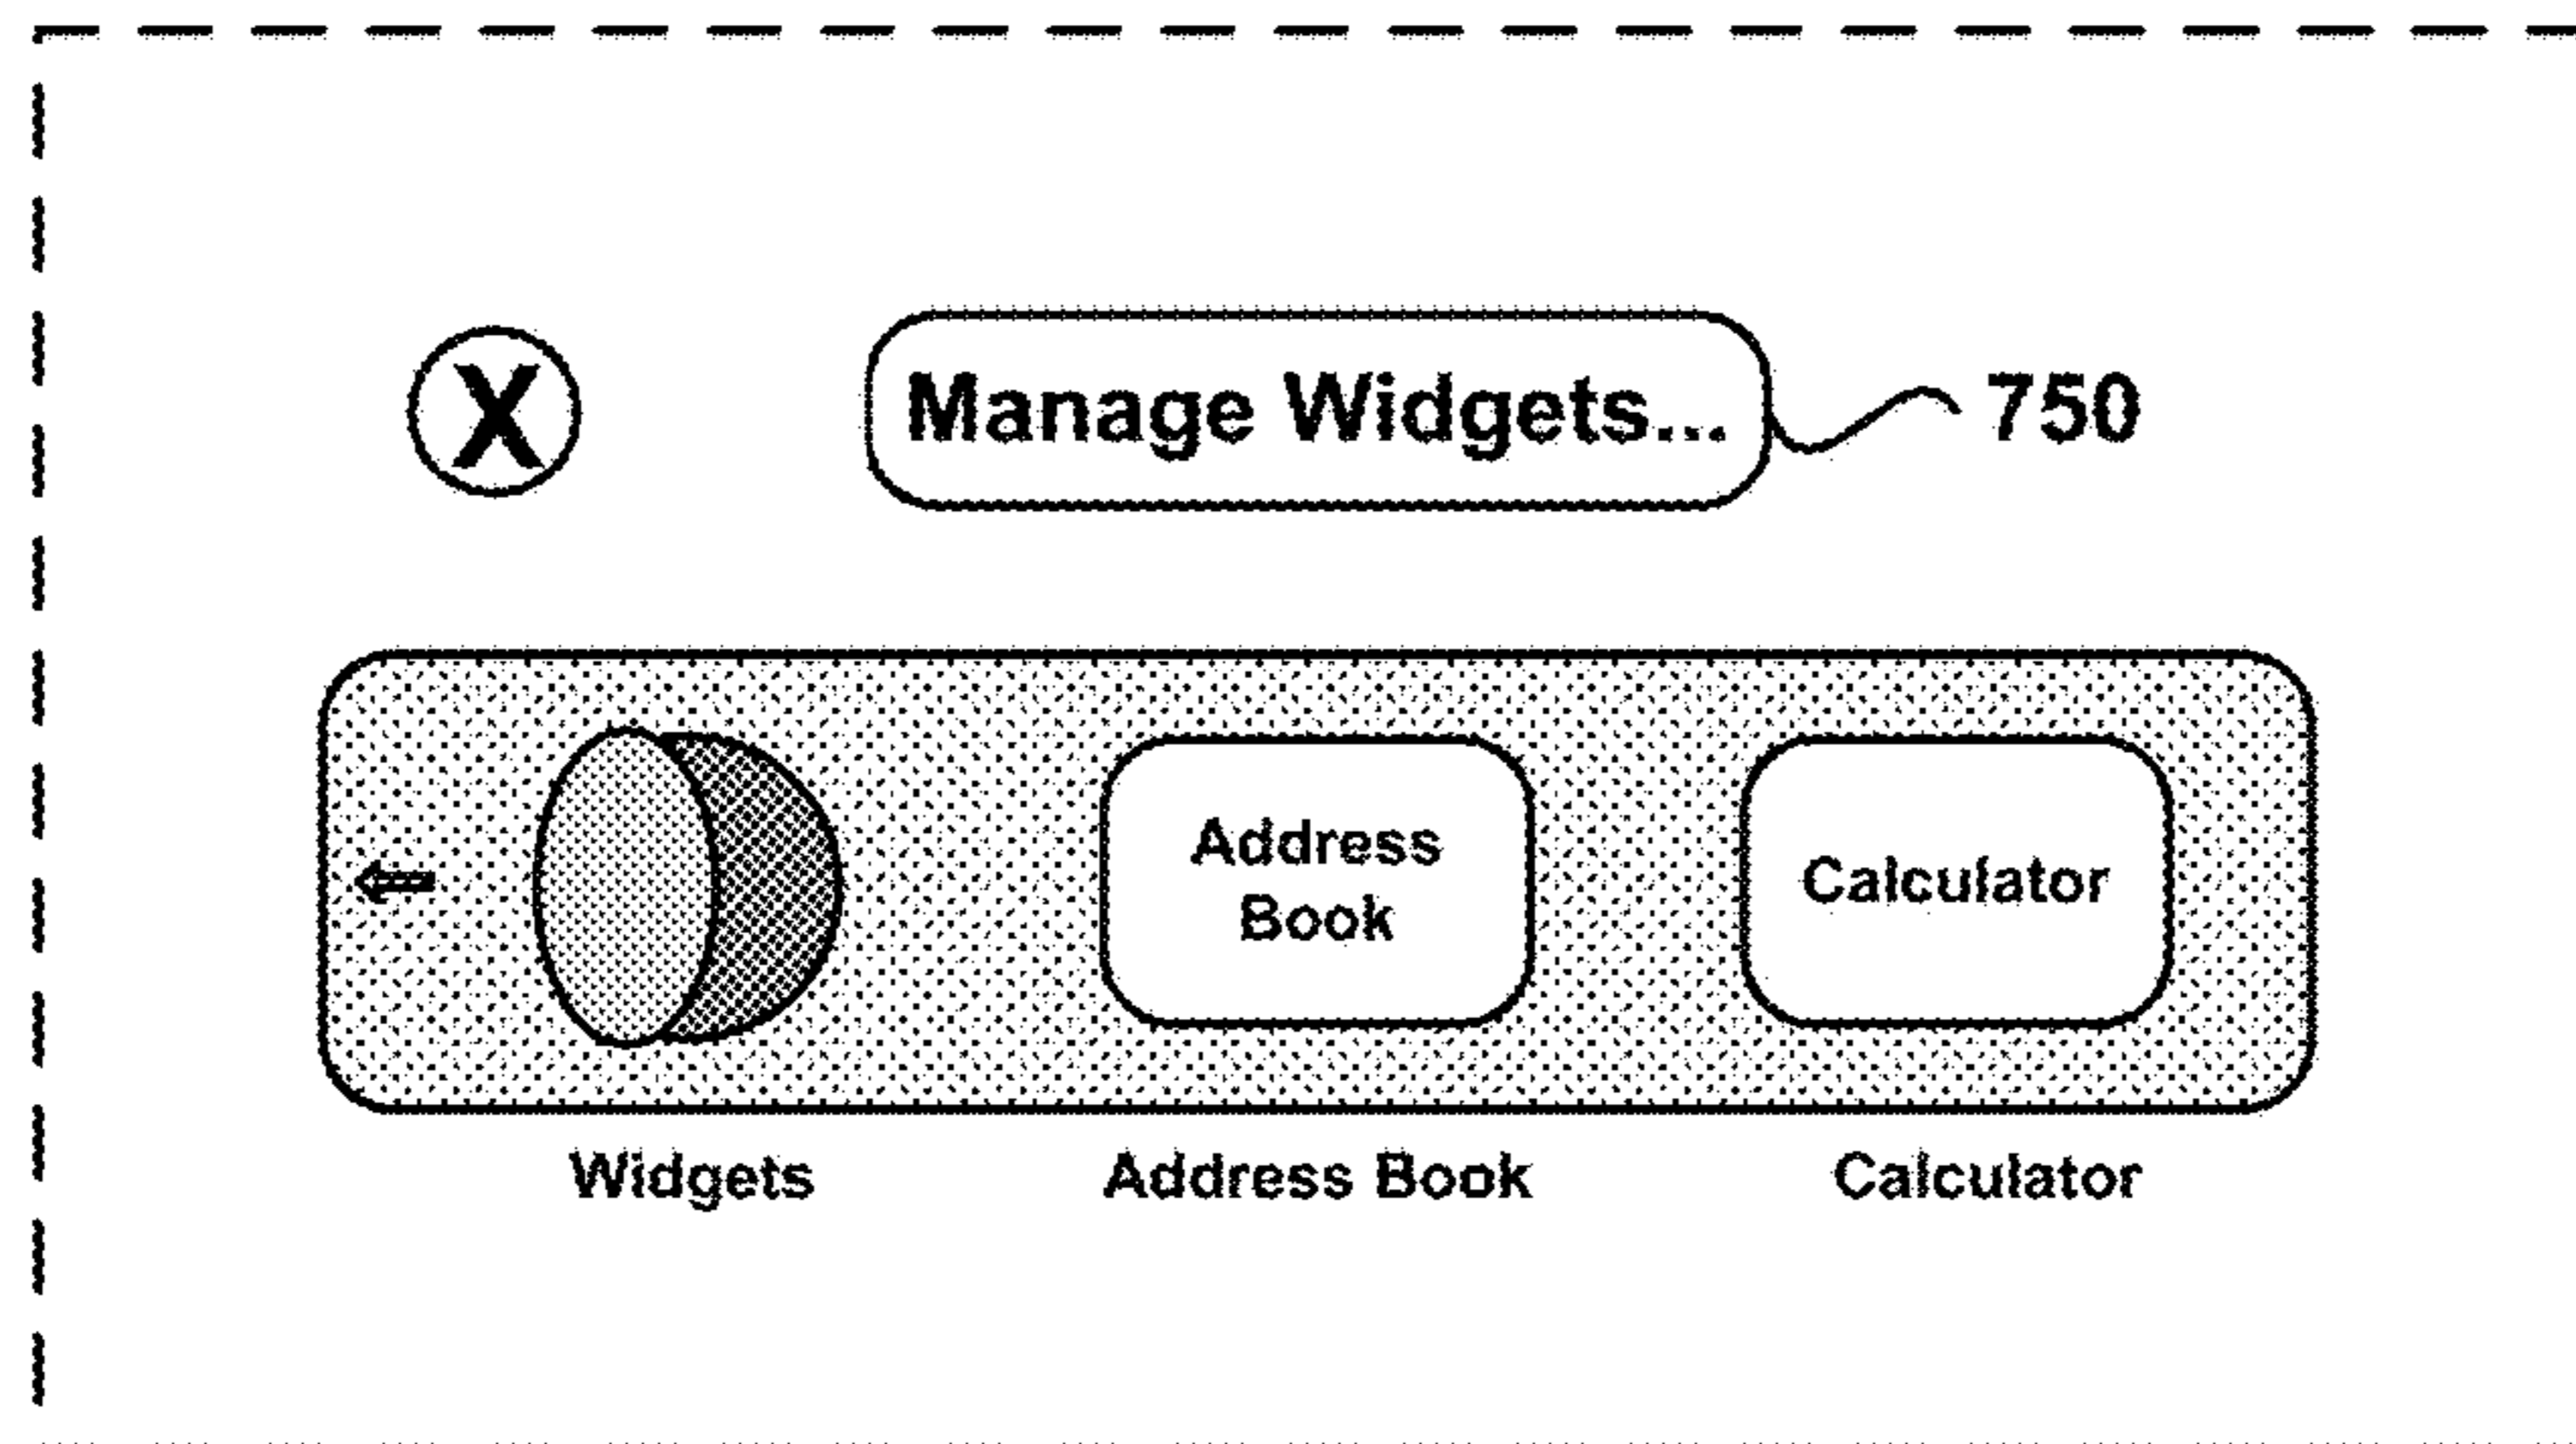 X
Manage Widgets...
750
Address
Book
Calculator
Widgets
Address Book
Calculator